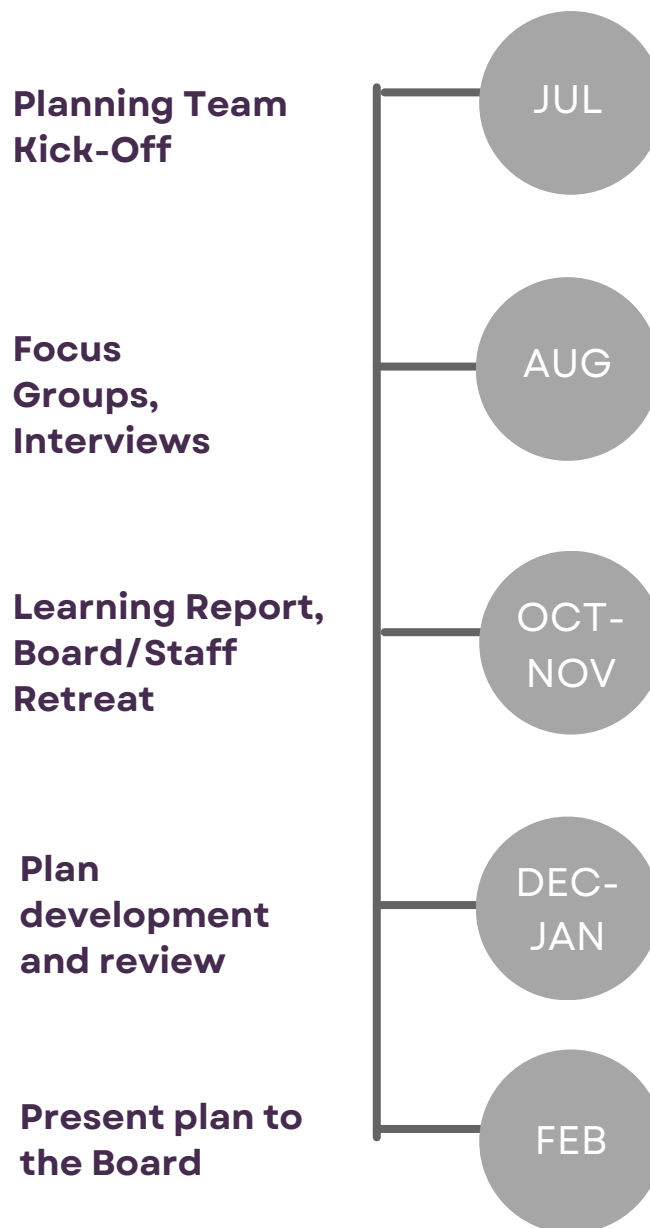 Planning Team
Kick-Off
JUL
Focus
Groups,
Interviews
AUG
Learning Report,
Board/Staff
Retreat
OCT-
NOV
Plan
development
and review
DEC-
JAN
Present plan to
the Board
FEB